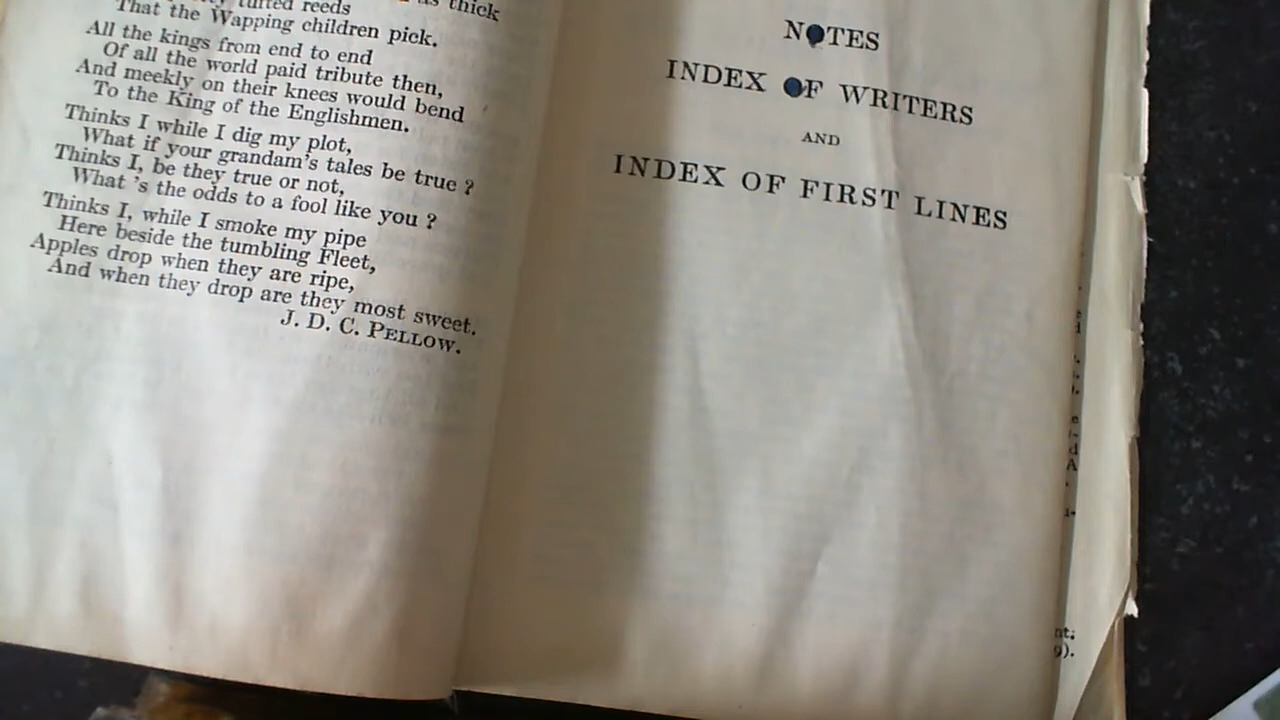 tufted reeds
as thick
That the Wapping children pick.
All the kings from end to end
Of all the world paid tribute then,
And meekly on their knees would bend
To the King of the Englishmen.
Thinks I while I dig my plot,
What if your grandam's tales be true ?
Thinks I, be they true or not,
What 's the odds to a fool like you ?
Thinks I, while I smoke my pipe
Here beside the tumbling Fleet,
Apples drop when they are ripe,
And when they drop are they most sweet.
J. D. C. PELLOW.
NOTES
INDEX OF WRITERS
AND
INDEX OF FIRST LINES